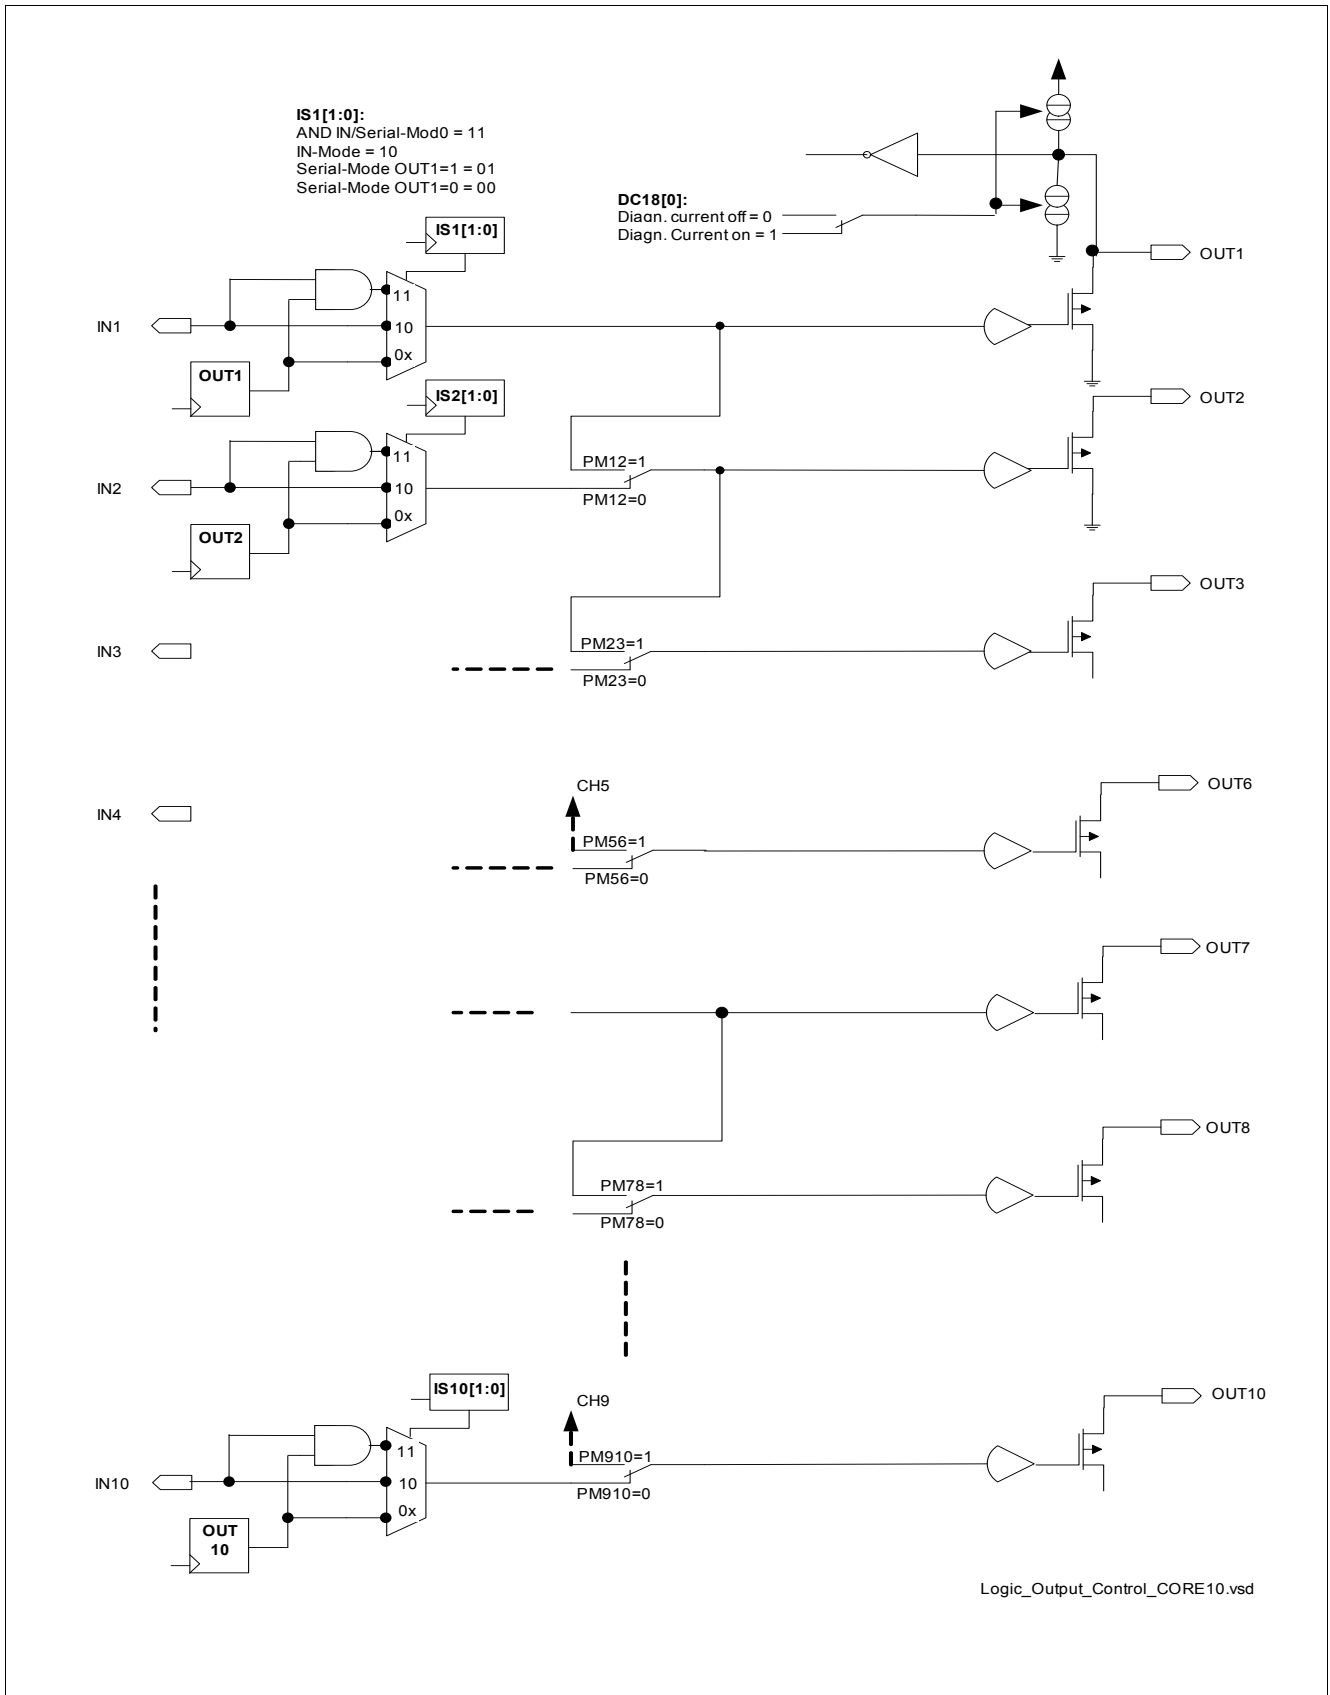 IS1[1:0]:
AND IN/Serial-Mod0 = 11
IN-Mode = 10
Serial-Mode OUT1=1 = 01
Serial-Mode OUT1=0 = 00
DC18[0]:
Diagn. current off = 0
Diagn. Current on = 1
IS1[1:0]
OUT1
11
IN1
10
0x
OUT1
IS2[1:0]
OUT2
11
PM12=1
IN2
10
PM12=0
0x
OUT2
OUT3
PM23=1
IN3
PM23=0
CH5
OUT6
IN4
PM56=1
PM56=0
OUT7
OUT8
PM78=1
PM78=0
IS10[1:0]
CH9
OUT10
11
PM910=1
IN10
10
PM910=0
0x
OUT
10
Logic_Output_Control_CORE10.vsd